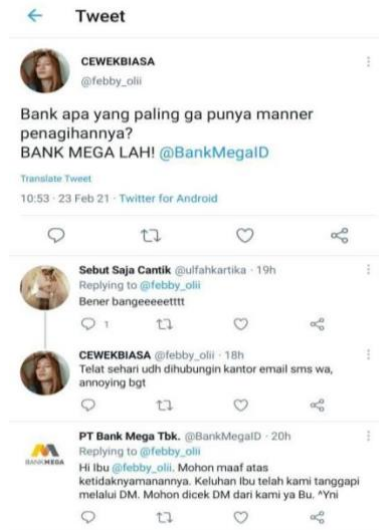 Tweet
CEWEKBIASA
@febby_olii
Bank apa yang paling ga punya manner
penagihannya?
BANK MEGA LAH! @BankMegaID
Translate Tweet
10:53 · 23 Feb 21 · Twitter for Android
Sebut Saja Cantik @ulfahkartika · 19h
Replying to @febby_olii
Bener bangeeeeetttt
1
CEWEKBIASA @febby_olii · 18h
Telat sehari udh dihubungin kantor email sms wa,
annoying bgt
PT Bank Mega Tbk. @BankMegaID · 20h
Replying to @febby_olii
BANK MEGA
Hi Ibu @febby_olii. Mohon maaf atas
ketidaknyamanannya. Keluhan Ibu telah kami tanggapi
melalui DM. Mohon dicek DM dari kami ya Bu. ^Yni